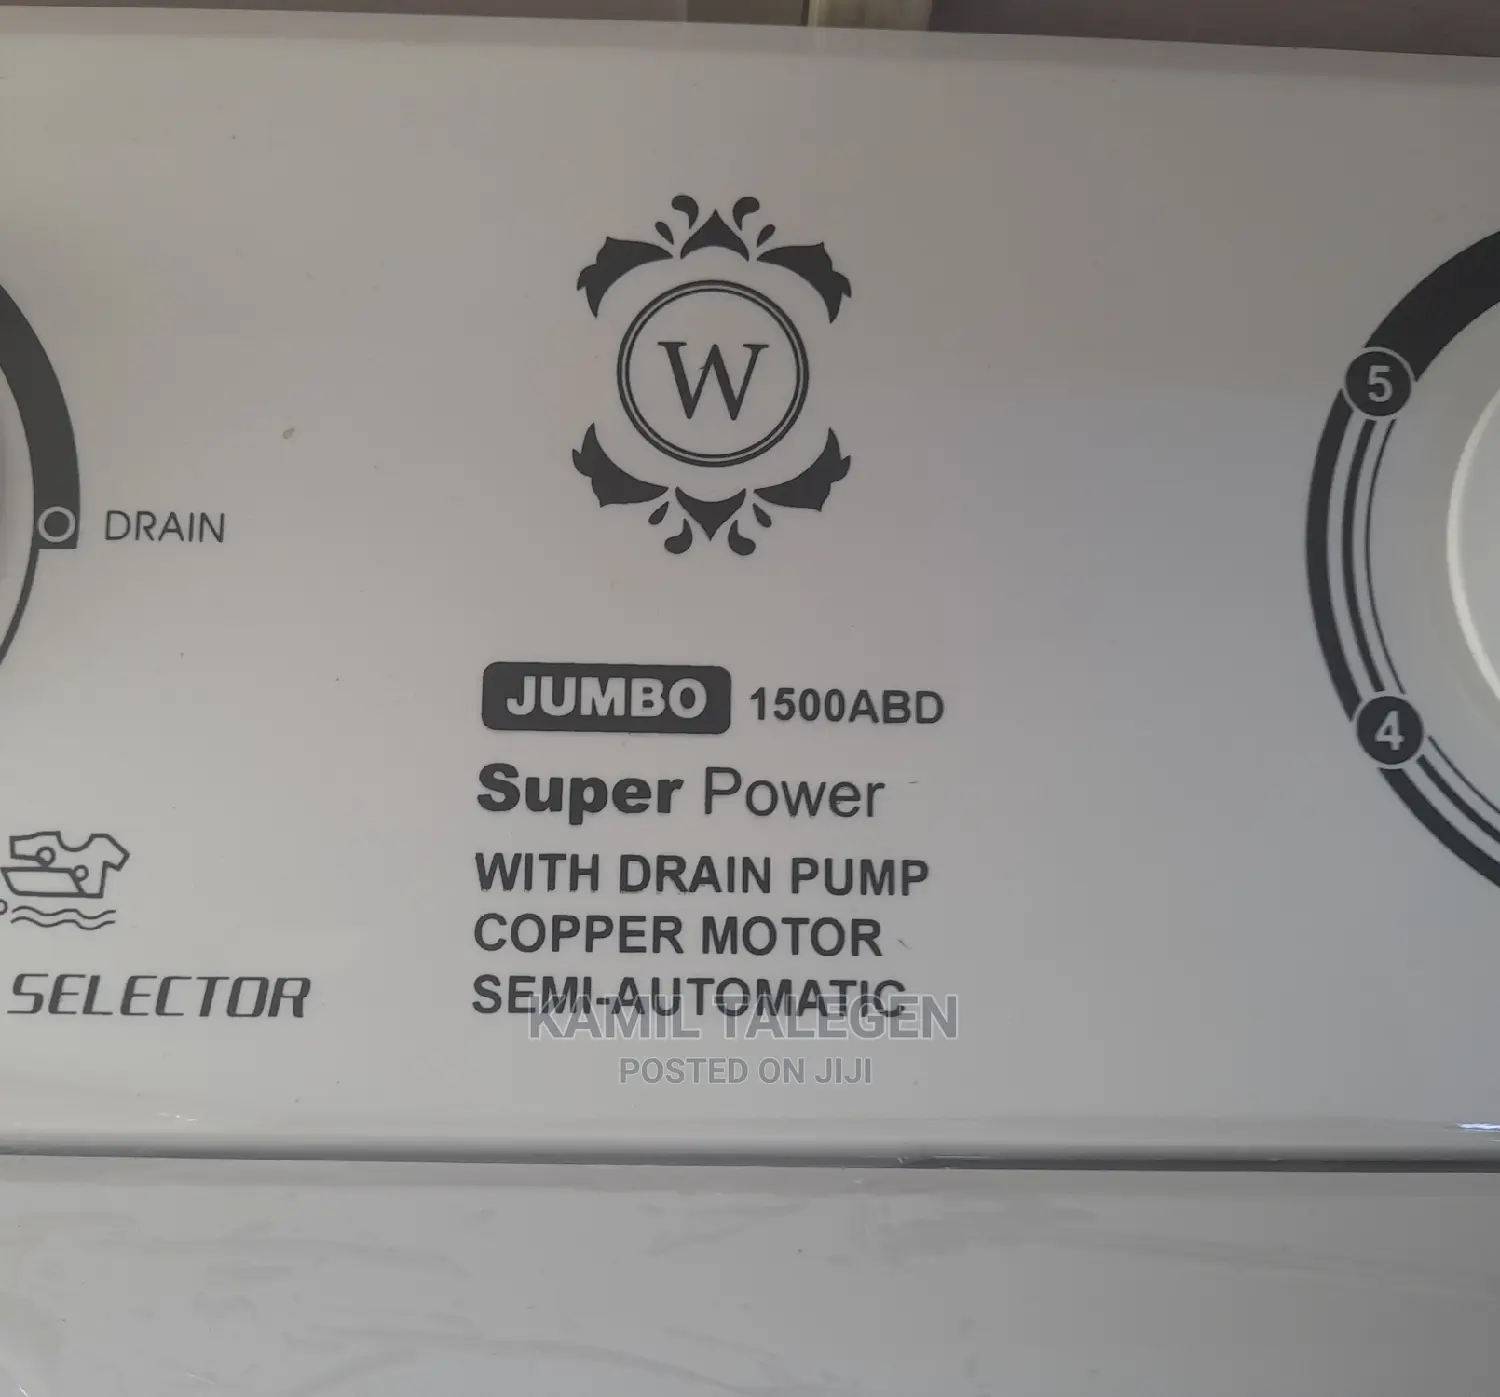 W
5
DRAIN
JUMBO 1500ABD
4
Super Power
WITH DRAIN PUMP
COPPER MOTOR
SELECTOR
SEMI-AUTOMATIC
KAMIL TALEGEN
POSTED ON JIJI